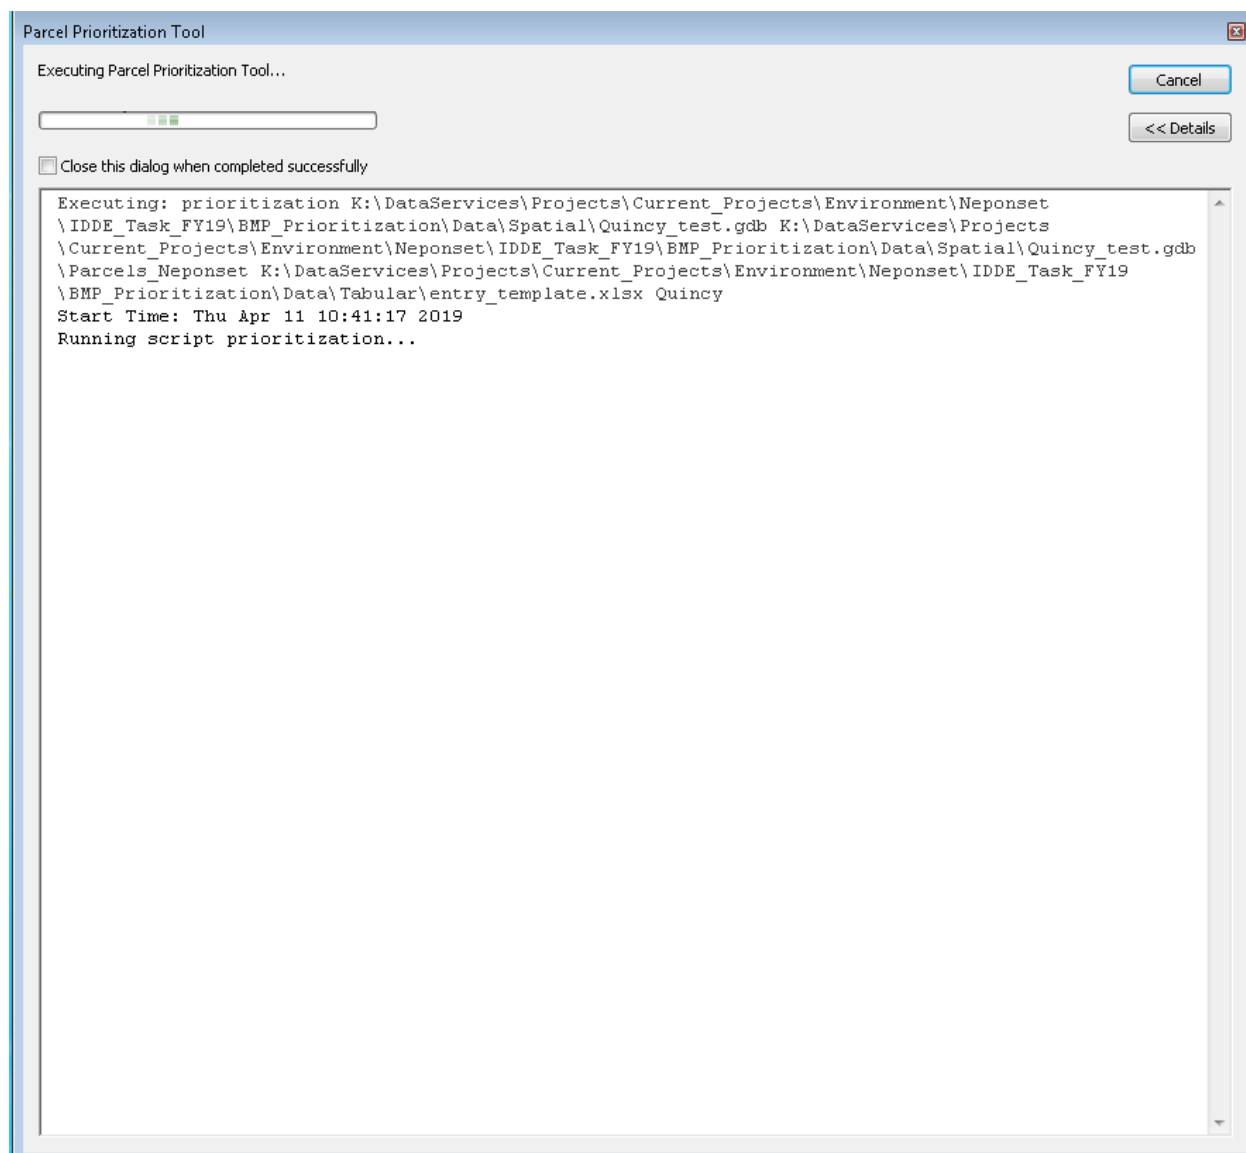 Parcel Prioritization Tool
Executing Parcel Prioritization Tool...
Cancel
<< Details
Close this dialog when completed successfully
Executing: prioritization K:\DataServices\Projects\Current_Projects\Environment\Neponset
\IDDE_Task_FY19\BMP_Prioritization\Data\Spatial\Quincy_test.gdb K:\DataServices\Projects
\Current_Projects\Environment\Neponset\IDDE_Task_FY19\BMP_Prioritization\Data\Spatial\Quincy_test.gdb
\Parcels_Neponset K:\DataServices\Projects\Current_Projects\Environment\Neponset\IDDE_Task_FY19
\BMP_Prioritization\Data\Tabular\entry_template.xlsx Quincy
Start Time: Thu Apr 11 10:41:17 2019
Running script prioritization...